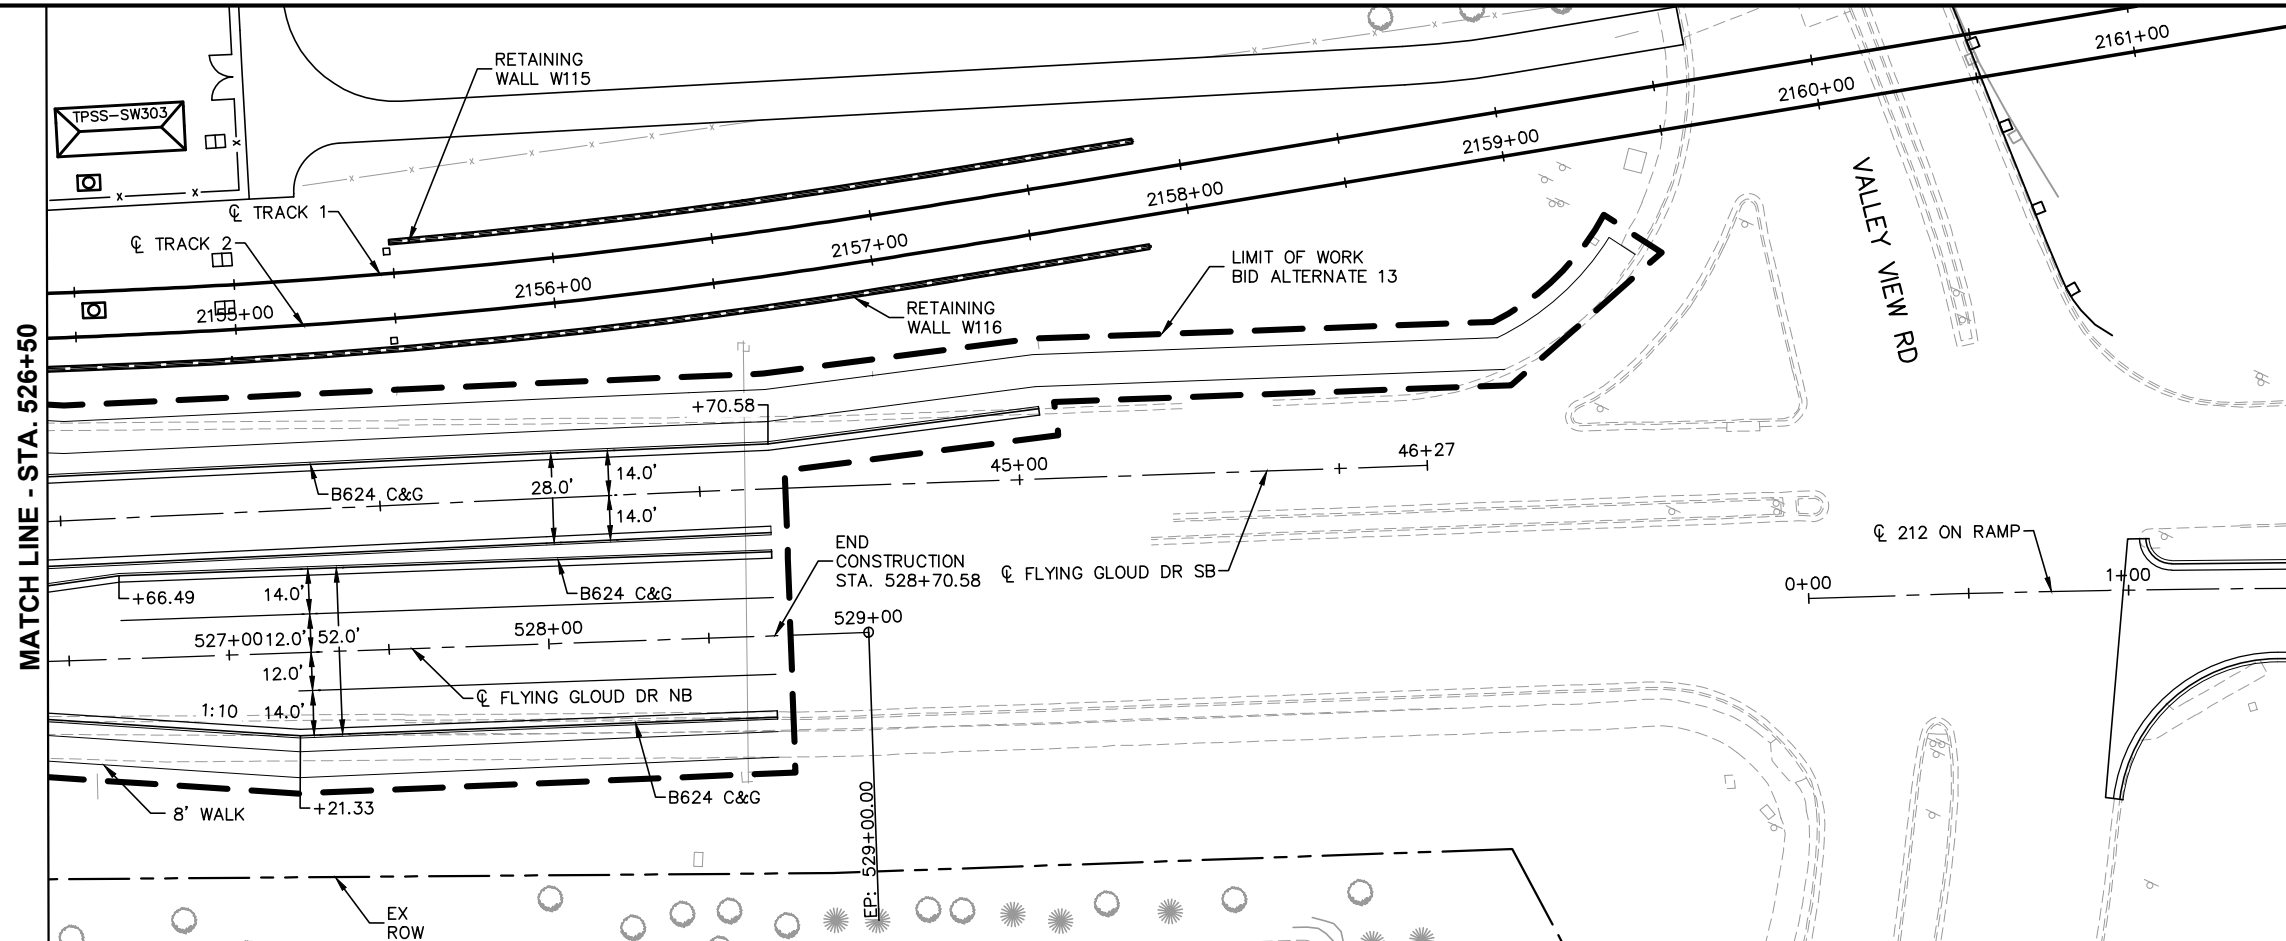 RETAINING
WALL W115
2161+00
TPSS-SW303
2160+00
2159+00
℄ TRACK 1
2158+00
VALLEY VIEW RD
℄ TRACK 2
2157+00
LIMIT OF WORK
BID ALTERNATE 13
2156+00
2155+00
RETAINING
WALL W116
MATCH LINE - STA. 526+50
+70.58
46+27
45+00
14.0'
28.0'
B624 C&G
14.0'
℄ 212 ON RAMP
END
CONSTRUCTION
STA. 528+70.58
℄ FLYING GLOUD DR SB
0+00
1+00
+66.49
14.0'
B624 C&G
529+00
527+00
12.0'
52.0'
528+00
12.0'
℄ FLYING GLOUD DR NB
1:10
14.0'
B624 C&G
8' WALK
+21.33
EP: 529+00.00
EX
ROW